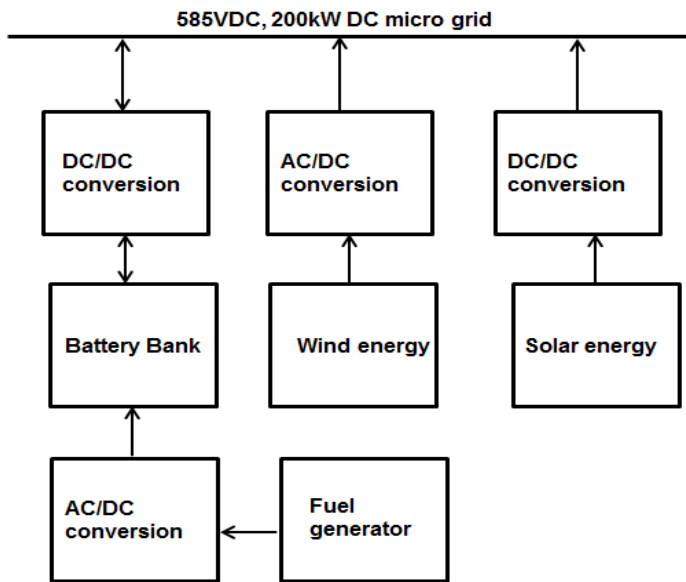 585VDC, 200kW DC micro grid
DC/DC
conversion
AC/DC
conversion
DC/DC
conversion
Battery Bank
Wind energy
Solar energy
AC/DC
conversion
Fuel
generator